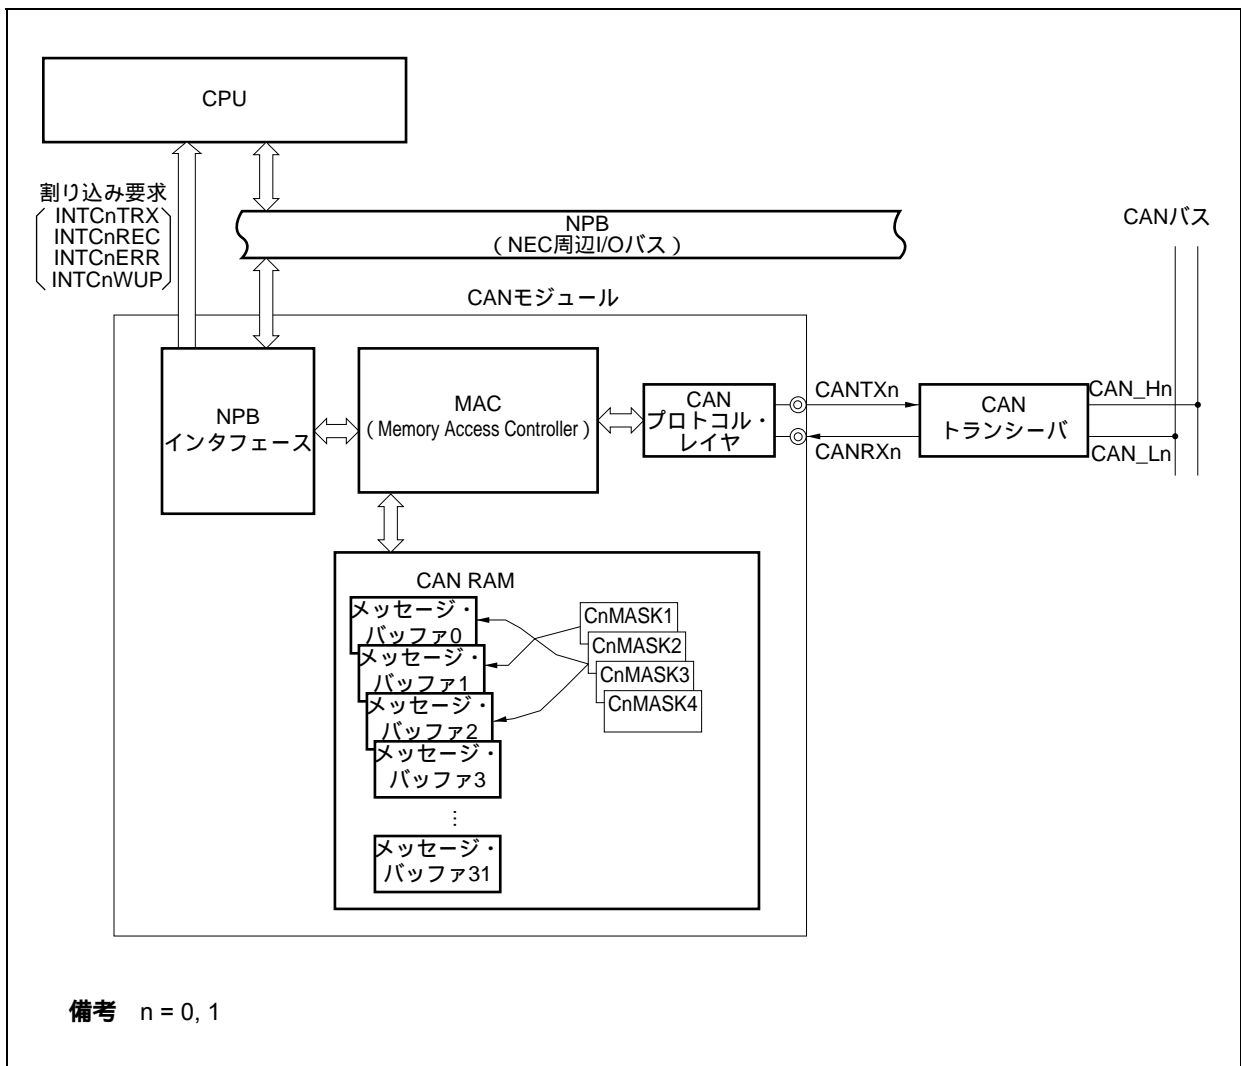 CPU
割り込み要求
INTCnTRX
INTCnREC
INTCnERR
INTCnWUP
NPB
（NEC周辺I/Oバス）
CANバス
CANモジュール
NPB
インタフェース
MAC
（Memory Access Controller）
CAN
プロトコル・
レイヤ
CANTXn
CANRXn
CAN
トランシーバ
CAN_Hn
CAN_Ln
CAN RAM
メッセージ・
バッファ0
メッセージ・
バッファ1
メッセージ・
バッファ2
メッセージ・
バッファ3
⋮
メッセージ・
バッファ31
CnMASK1
CnMASK2
CnMASK3
CnMASK4
備考 n = 0, 1